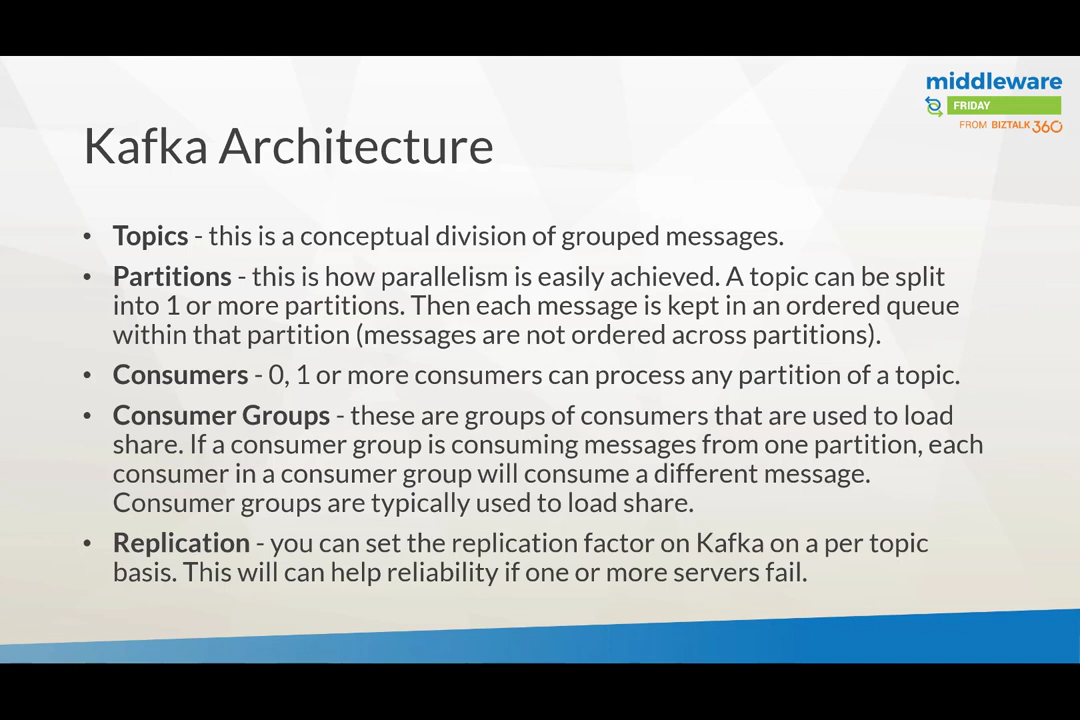 middleware
FRIDAY
FROM BIZTALK360
Kafka Architecture
• Topics - this is a conceptual division of grouped messages.
• Partitions - this is how parallelism is easily achieved. A topic can be split
into 1 or more partitions. Then each message is kept in an ordered queue
within that partition (messages are not ordered across partitions).
• Consumers - 0, 1 or more consumers can process any partition of a topic.
• Consumer Groups - these are groups of consumers that are used to load
share. If a consumer group is consuming messages from one partition, each
consumer in a consumer group will consume a different message.
Consumer groups are typically used to load share.
• Replication - you can set the replication factor on Kafka on a per topic
basis. This will can help reliability if one or more servers fail.